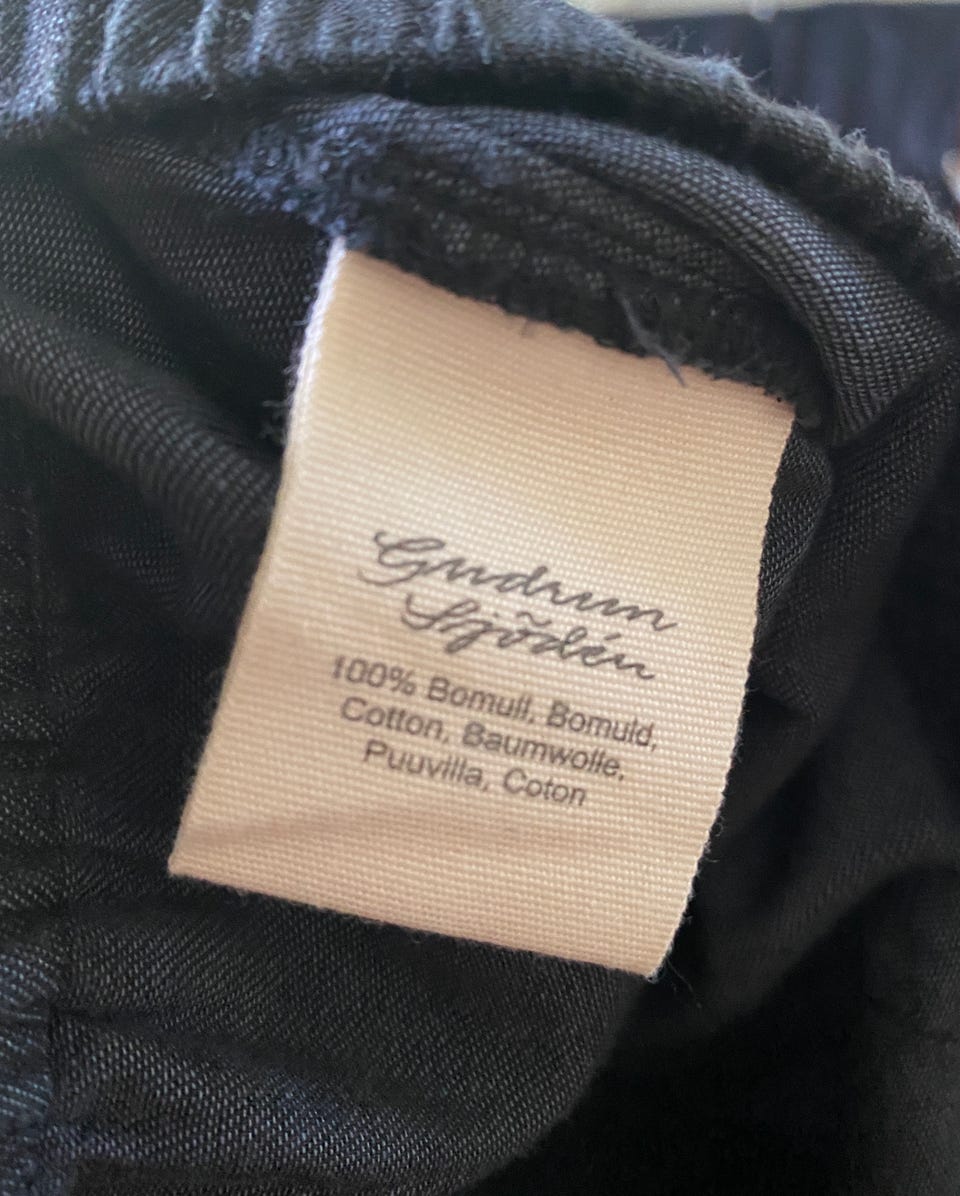 Gudrun
Sjödén
100% Bomull, Bomuld,
Cotton, Baumwolle,
Puuvilla, Coton